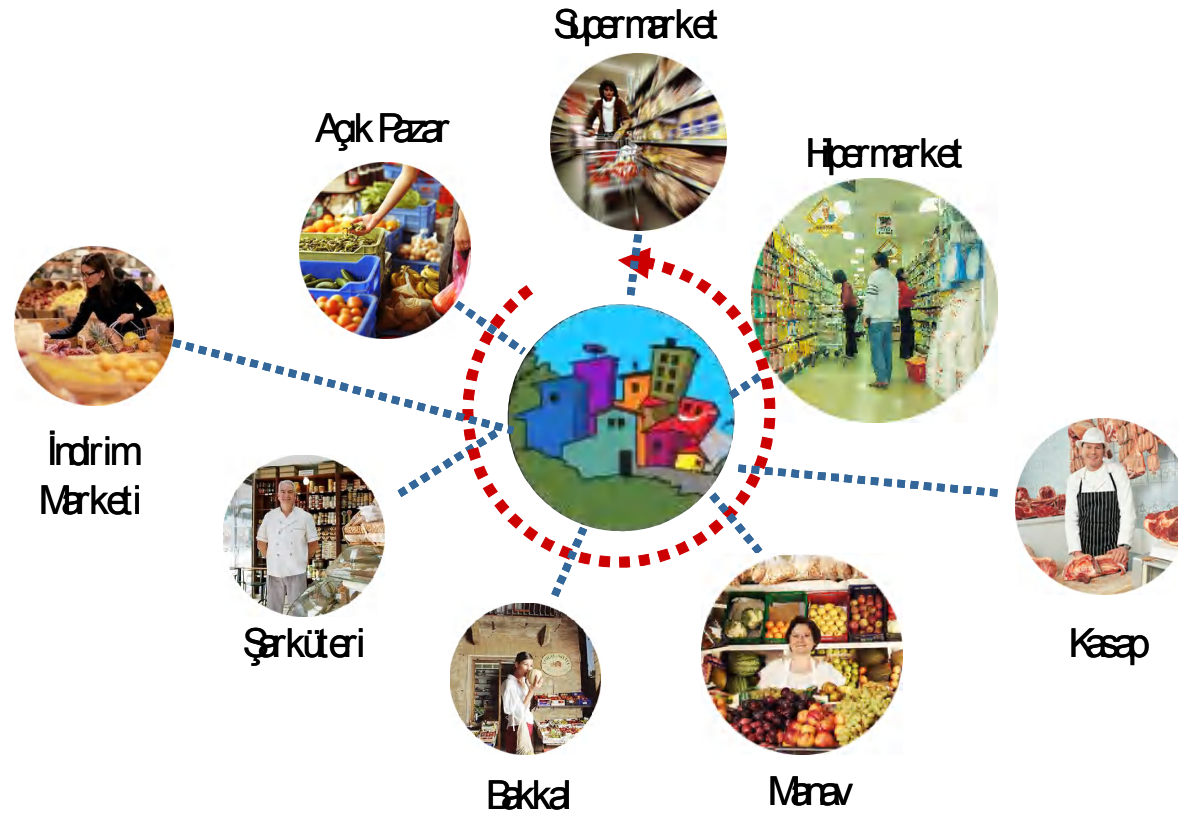 Supermarket
Açık Pazar
Hipermarket
İndirim
Marketi
Şarküteri
Kasap
Bakkal
Manav